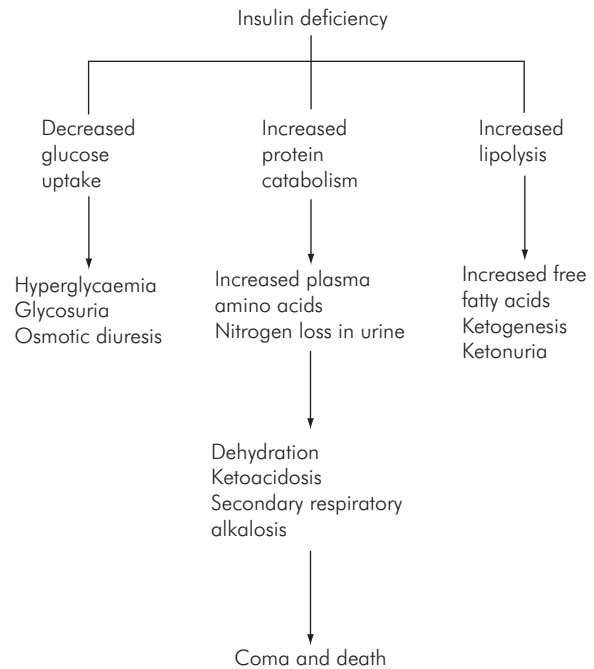 Insulin deficiency
Decreased
glucose
uptake
Increased
protein
catabolism
Increased
lipolysis
Hyperglycaemia
Glycosuria
Osmotic diuresis
Increased plasma
amino acids
Nitrogen loss in urine
Increased free
fatty acids
Ketogenesis
Ketonuria
Dehydration
Ketoacidosis
Secondary respiratory
alkalosis
Coma and death